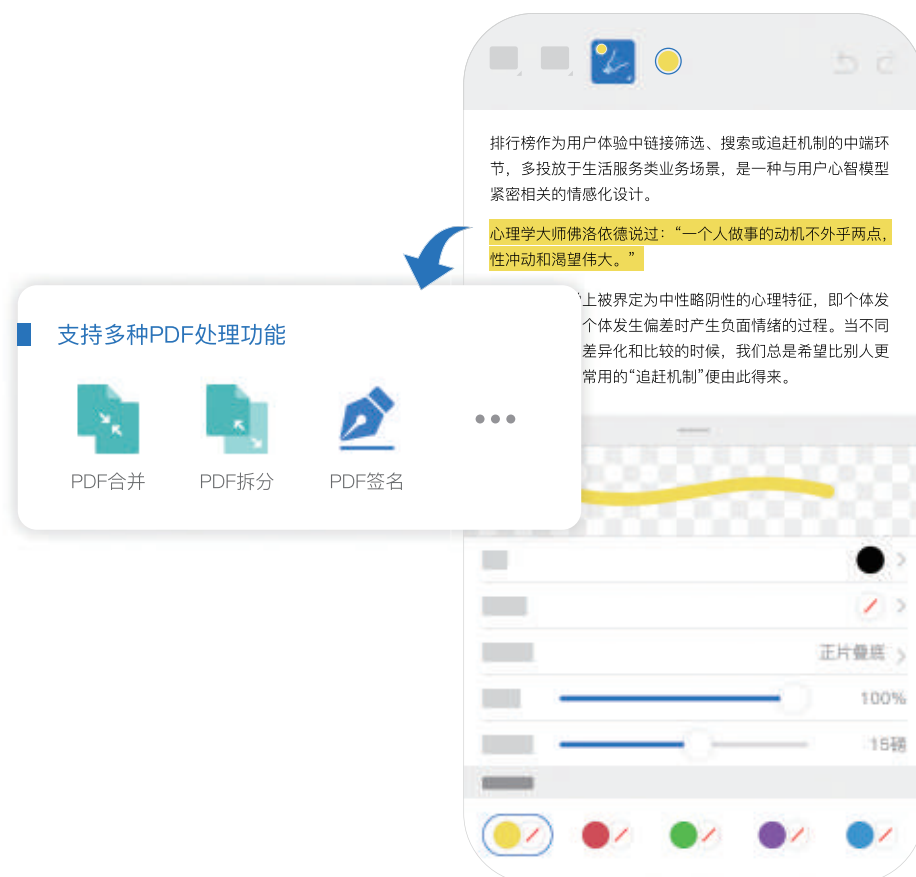 排行榜作为用户体验中链接筛选、搜索或追赶机制的中端环
节，多投放于生活服务类业务场景，是一种与用户心智模型
紧密相关的情感化设计。
心理学大师佛洛依德说过：“一个人做事的动机不外乎两点，
性冲动和渴望伟大。”
上被界定为中性略阴性的心理特征，即个体发
个体发生偏差时产生负面情绪的过程。当不同
差异化和比较的时候，我们总是希望比别人更
常用的“追赶机制”便由此得来。
支持多种PDF处理功能
PDF合并
PDF拆分
PDF签名
正片叠底
100%
15磅